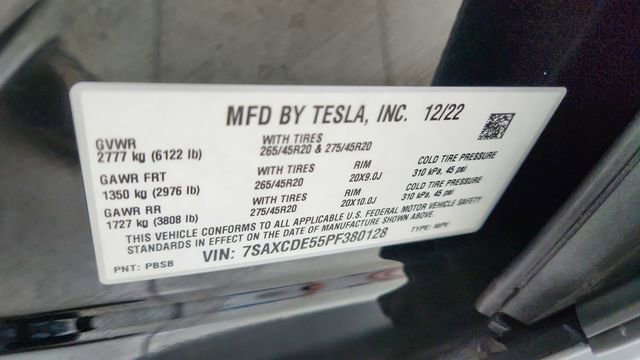 MFD BY TESLA, INC. 12/22
GVWR
2777 kg (6122 lb)
WITH TIRES
265/45R20 & 275/45R20
GAWR FRT
1350 kg (2976 lb)
WITH TIRES
265/45R20
RIM
20X9.0J
COLD TIRE PRESSURE
310 kPa, 45 psi
GAWR RR
1727 kg (3808 lb)
WITH TIRES
275/45R20
RIM
20X10.0J
COLD TIRE PRESSURE
310 kPa, 45 psi
THIS VEHICLE CONFORMS TO ALL APPLICABLE U.S. FEDERAL MOTOR VEHICLE SAFETY
STANDARDS IN EFFECT ON THE DATE OF MANUFACTURE SHOWN ABOVE.
VIN: 7SAXCDE55PF380128
TYPE: MPV
PNT: PBSB